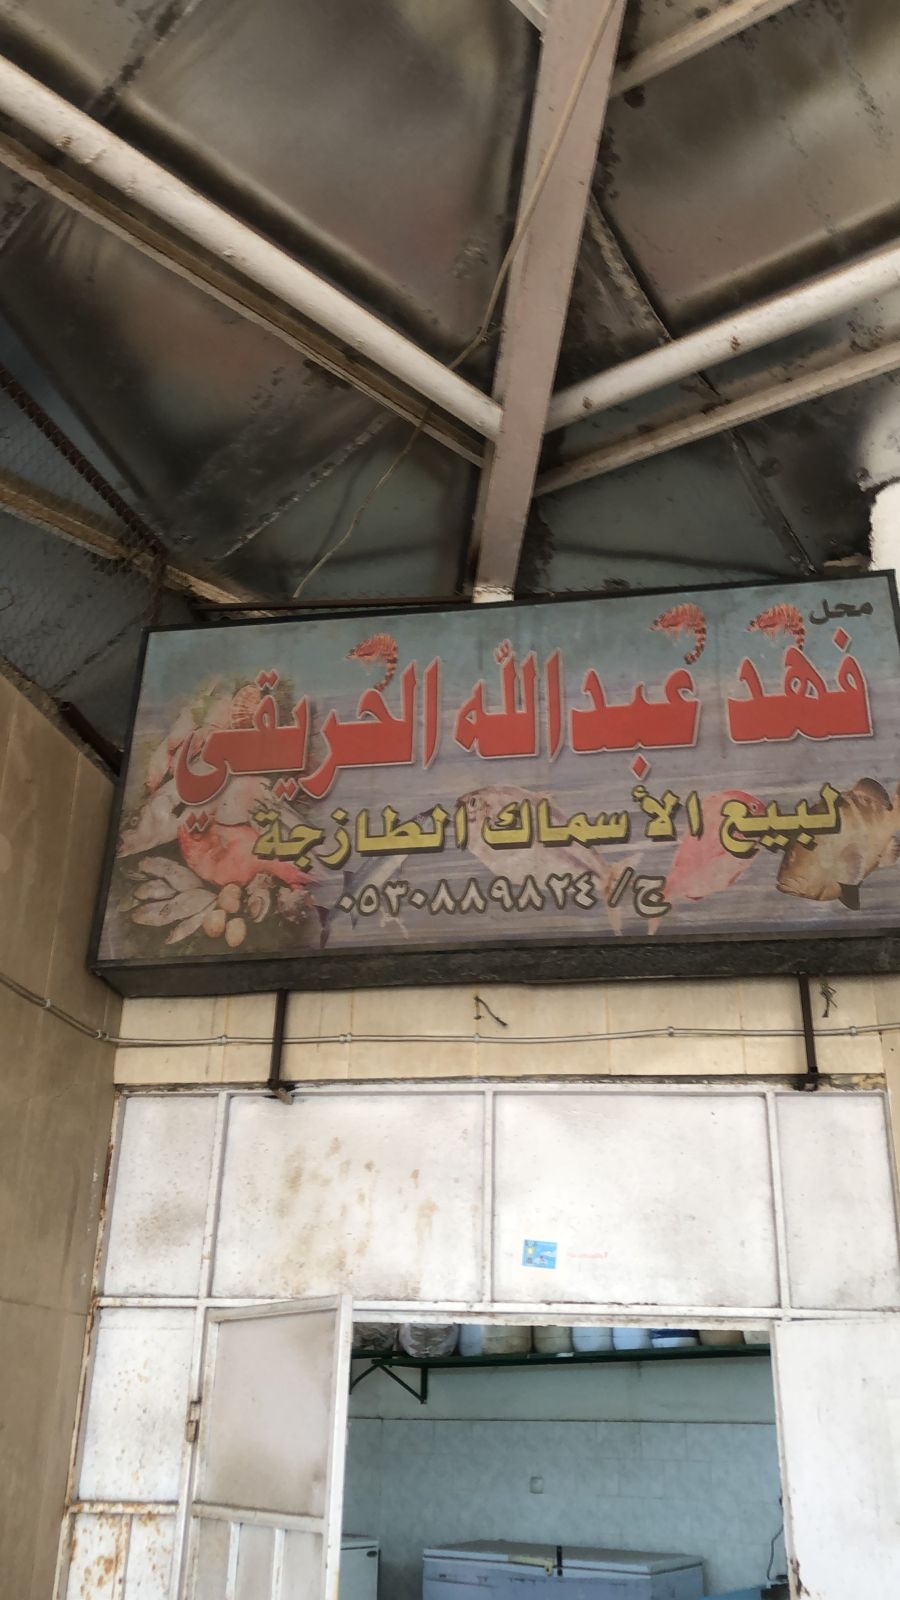 محل
فهد عبدالله الحريقي
لبيع الأسماك الطازجة
ج/ ٠٥٣٠٨٨٩٨٢٤